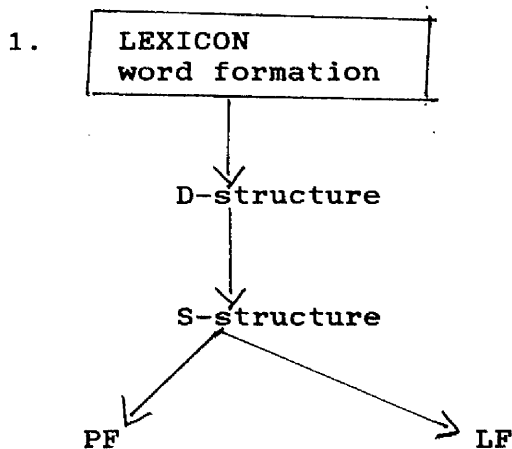 1. LEXICON
word formation
D-structure
S-structure
PF LF